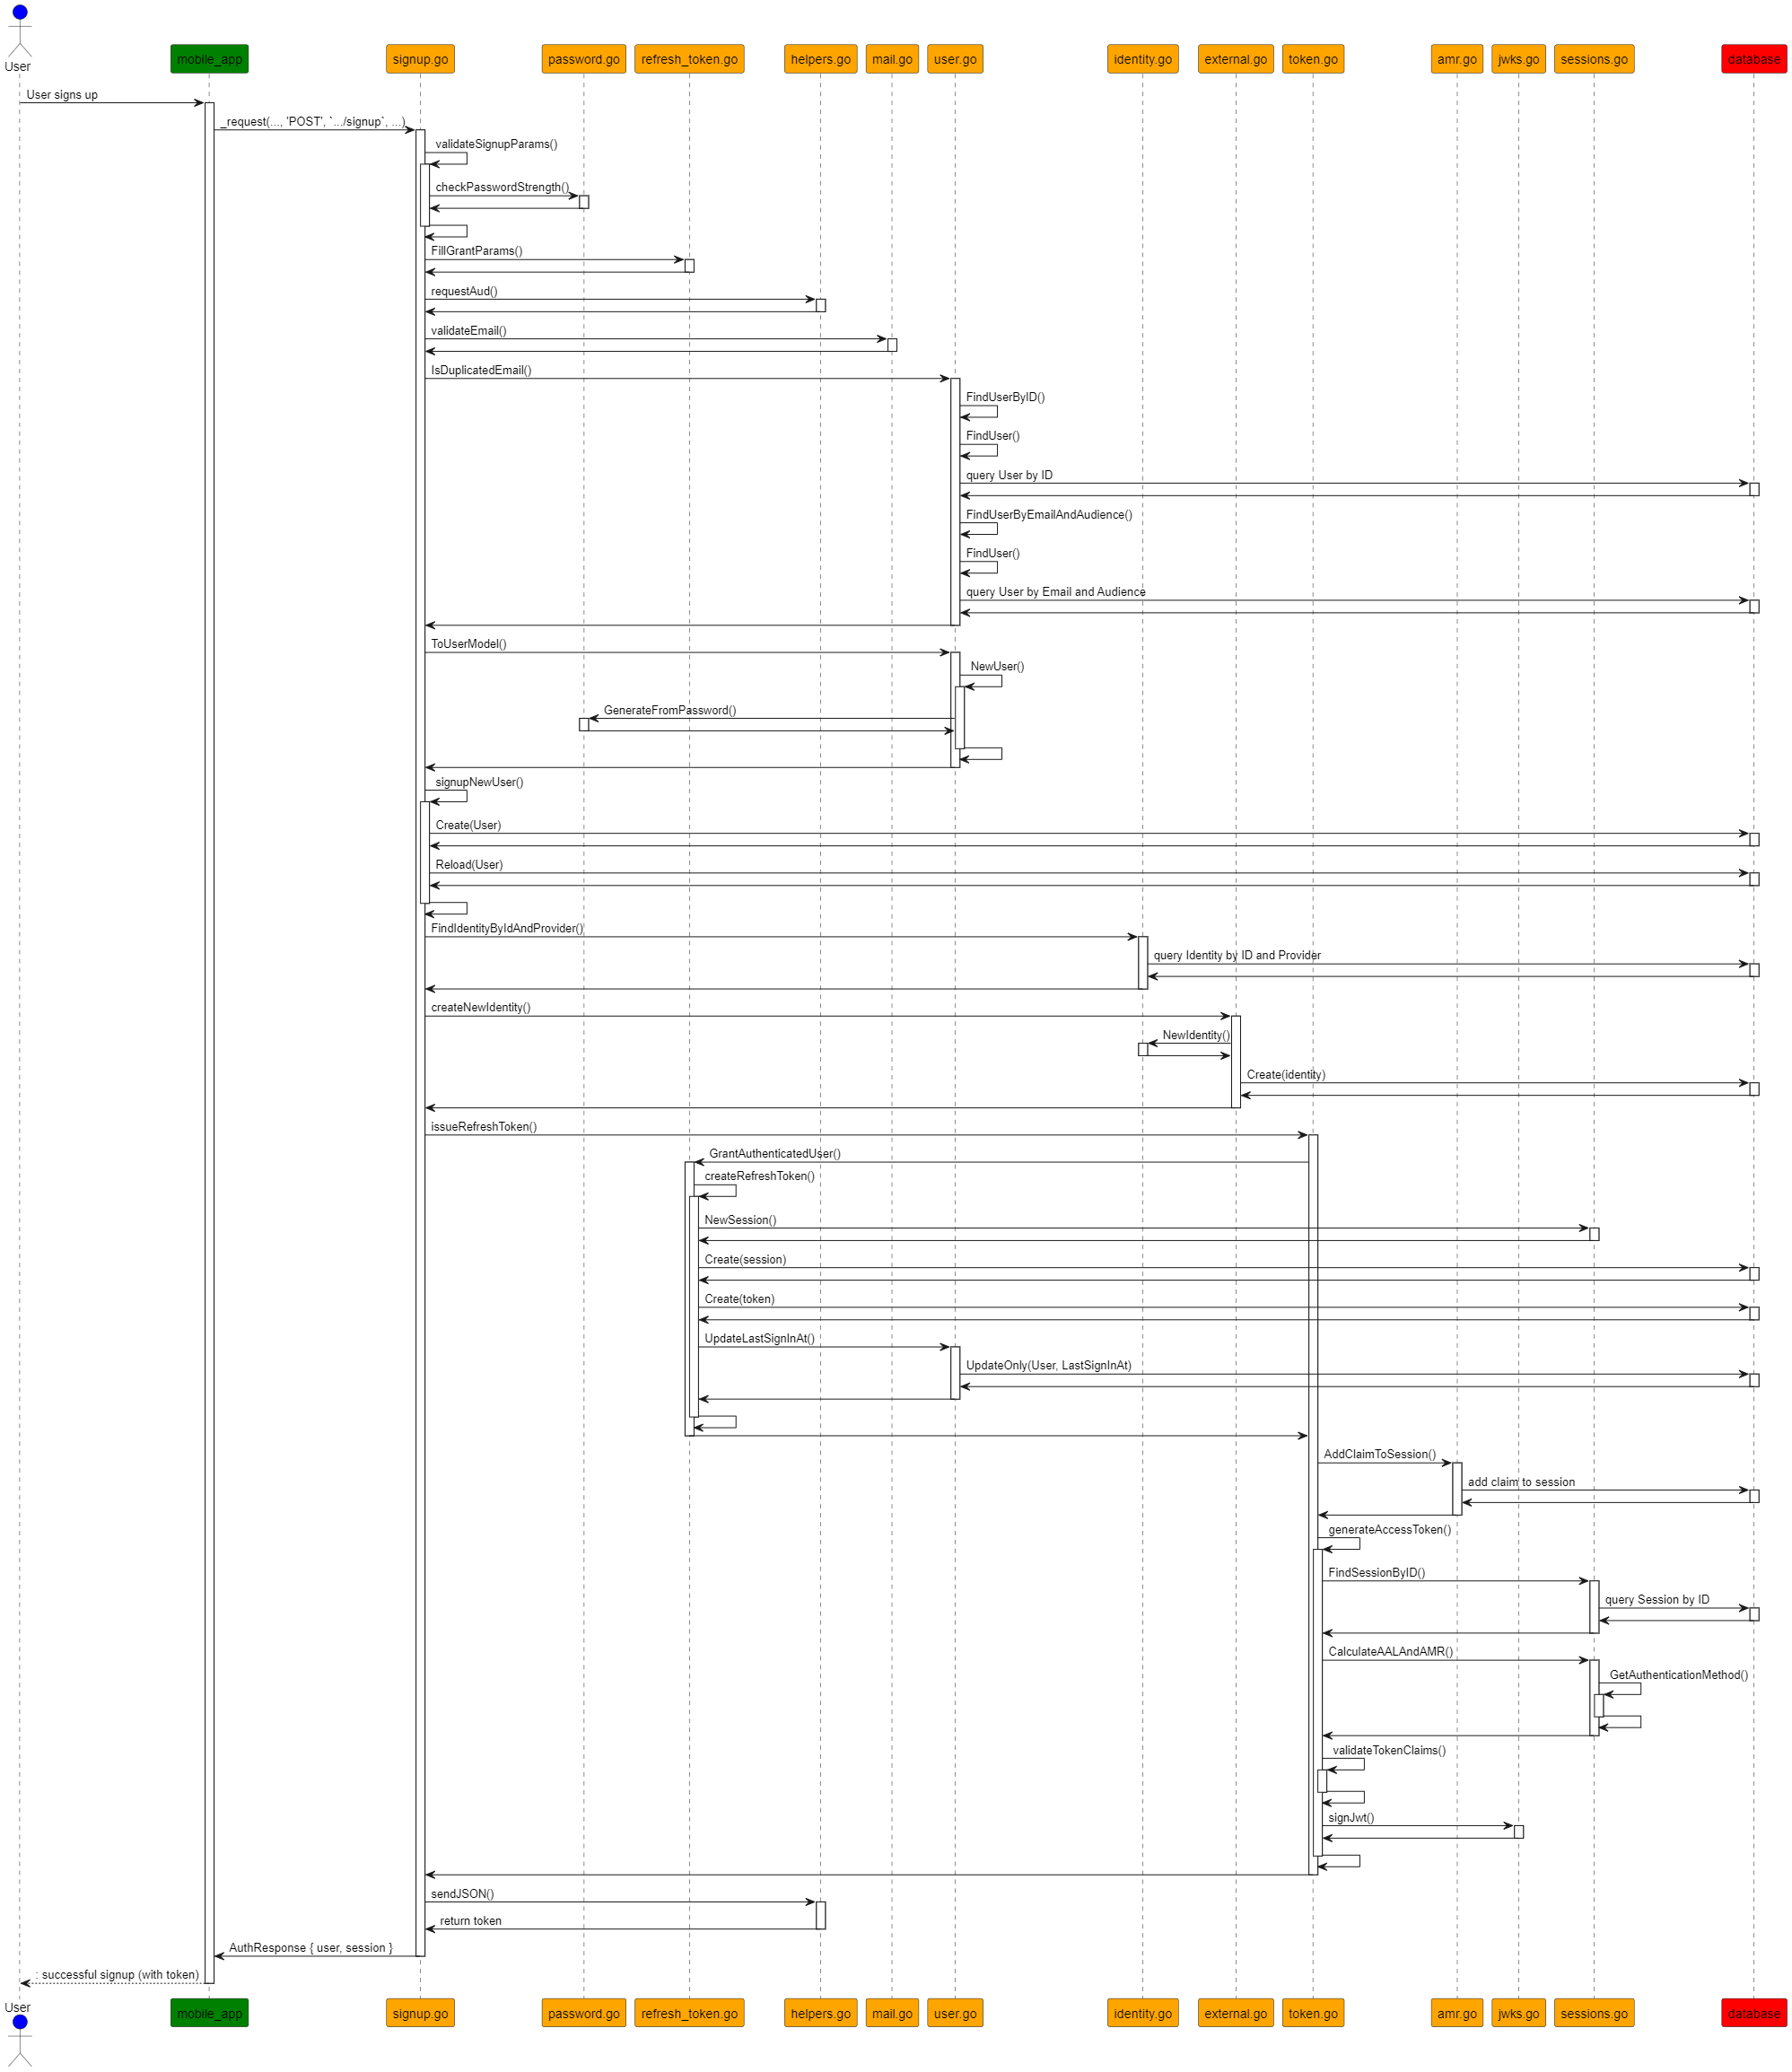 User
mobile_app
signup.go
password.go
refresh_token.go
helpers.go
mail.go
user.go
identity.go
external.go
token.go
amr.go
jwks.go
sessions.go
database
User signs up
_request(..., 'POST', `.../signup`, ...)
validateSignupParams()
checkPasswordStrength()
FillGrantParams()
requestAud()
validateEmail()
IsDuplicatedEmail()
FindUserByID()
FindUser()
query User by ID
FindUserByEmailAndAudience()
FindUser()
query User by Email and Audience
ToUserModel()
NewUser()
GenerateFromPassword()
signupNewUser()
Create(User)
Reload(User)
FindIdentityByIdAndProvider()
query Identity by ID and Provider
createNewIdentity()
NewIdentity()
Create(identity)
issueRefreshToken()
GrantAuthenticatedUser()
createRefreshToken()
NewSession()
Create(session)
Create(token)
UpdateLastSignInAt()
UpdateOnly(User, LastSignInAt)
AddClaimToSession()
add claim to session
generateAccessToken()
FindSessionByID()
query Session by ID
CalculateAALAndAMR()
GetAuthenticationMethod()
validateTokenClaims()
signJwt()
sendJSON()
return token
AuthResponse { user, session }
: successful signup (with token)
User
mobile_app
signup.go
password.go
refresh_token.go
helpers.go
mail.go
user.go
identity.go
external.go
token.go
amr.go
jwks.go
sessions.go
database